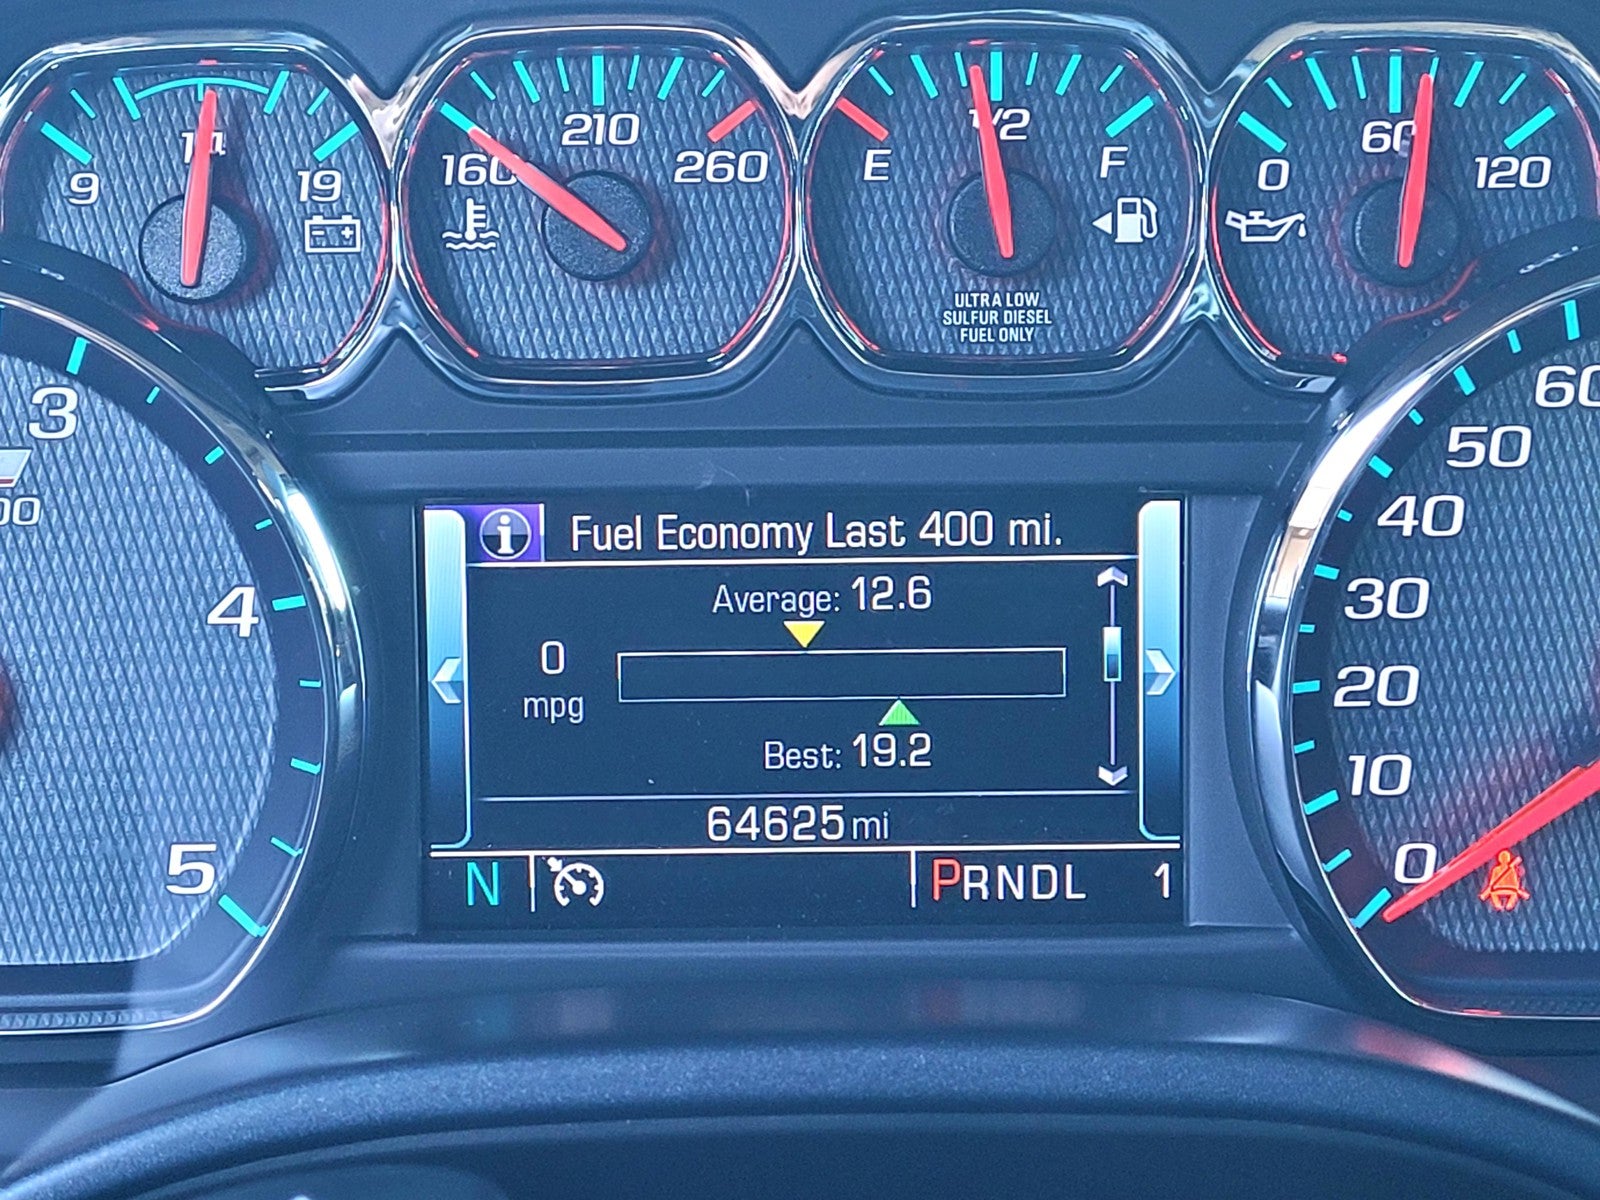 9 14 19
160 210 260
E 1/2 F
ULTRA LOW
SULFUR DIESEL
FUEL ONLY
0 60 120
3
4
5
Fuel Economy Last 400 mi.
Average: 12.6
0
mpg
Best: 19.2
64625 mi
N
PRNDL 1
60
50
40
30
20
10
0